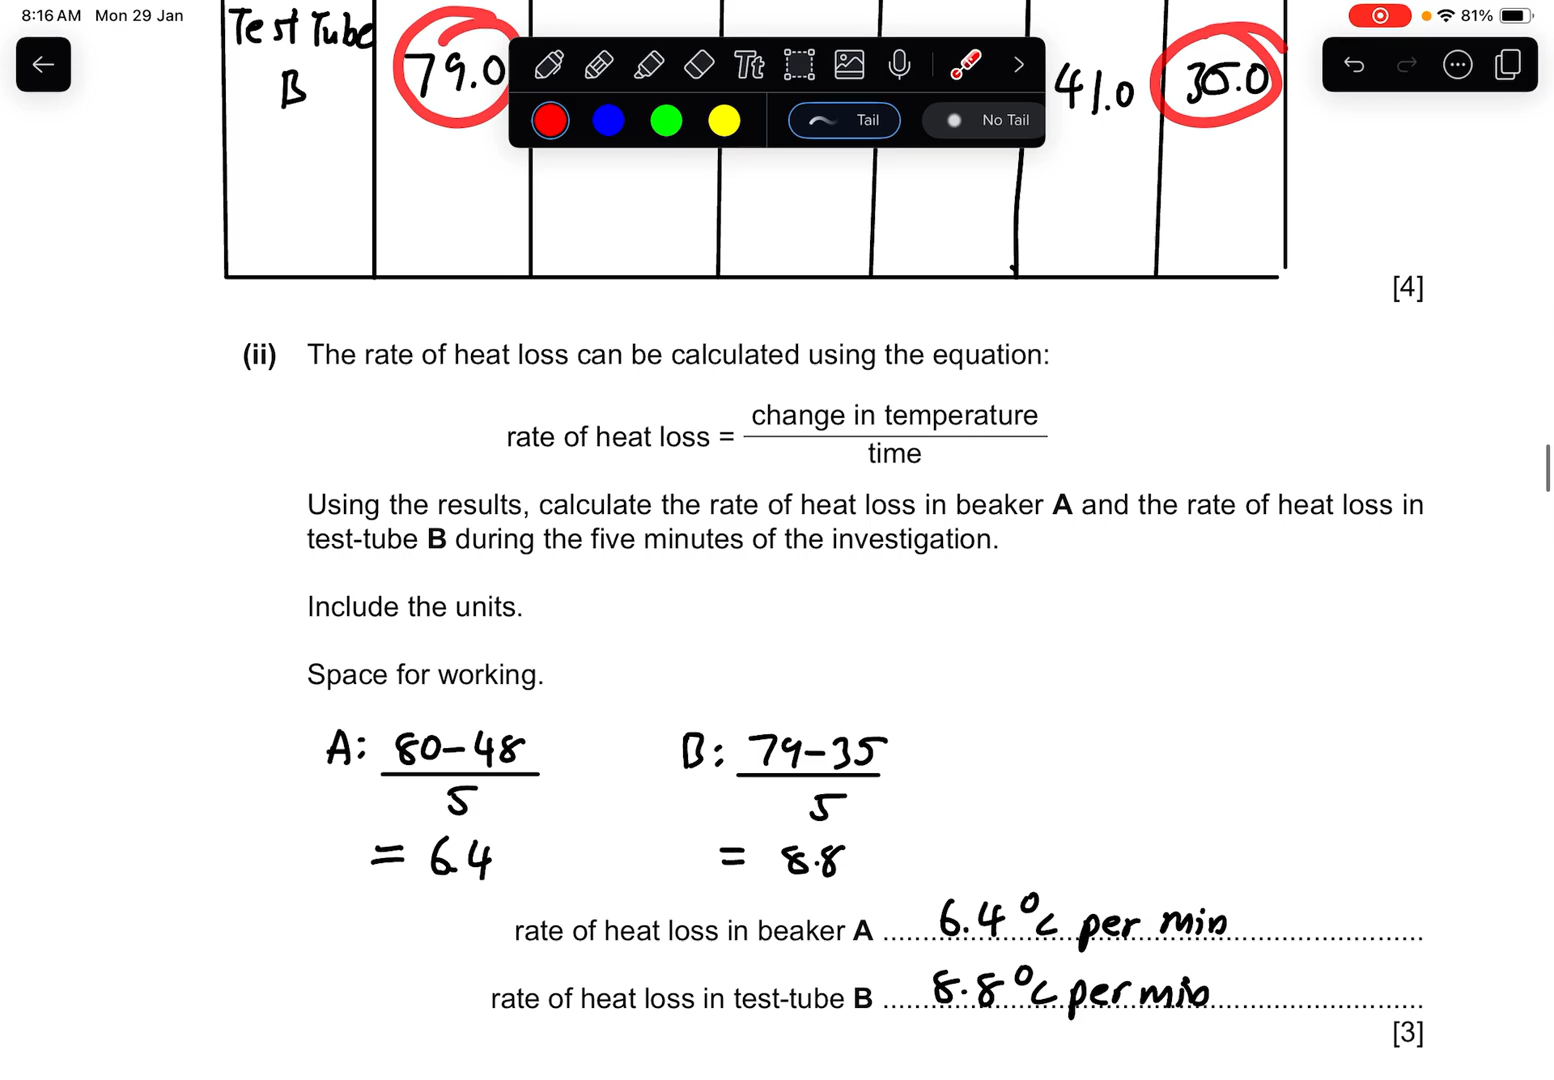 8:16 AM Mon 29 Jan
81%
Test Tube
B
79.0
41.0
35.0
Tt
Tail
No Tail
[4]
(ii) The rate of heat loss can be calculated using the equation:
rate of heat loss = change in temperature
time
Using the results, calculate the rate of heat loss in beaker A and the rate of heat loss in
test-tube B during the five minutes of the investigation.
Include the units.
Space for working.
A: 80-48 B: 79-35
5 5
= 6.4 = 8.8
rate of heat loss in beaker A 6.4 °C per min
rate of heat loss in test-tube B 8.8 °C per min
[3]